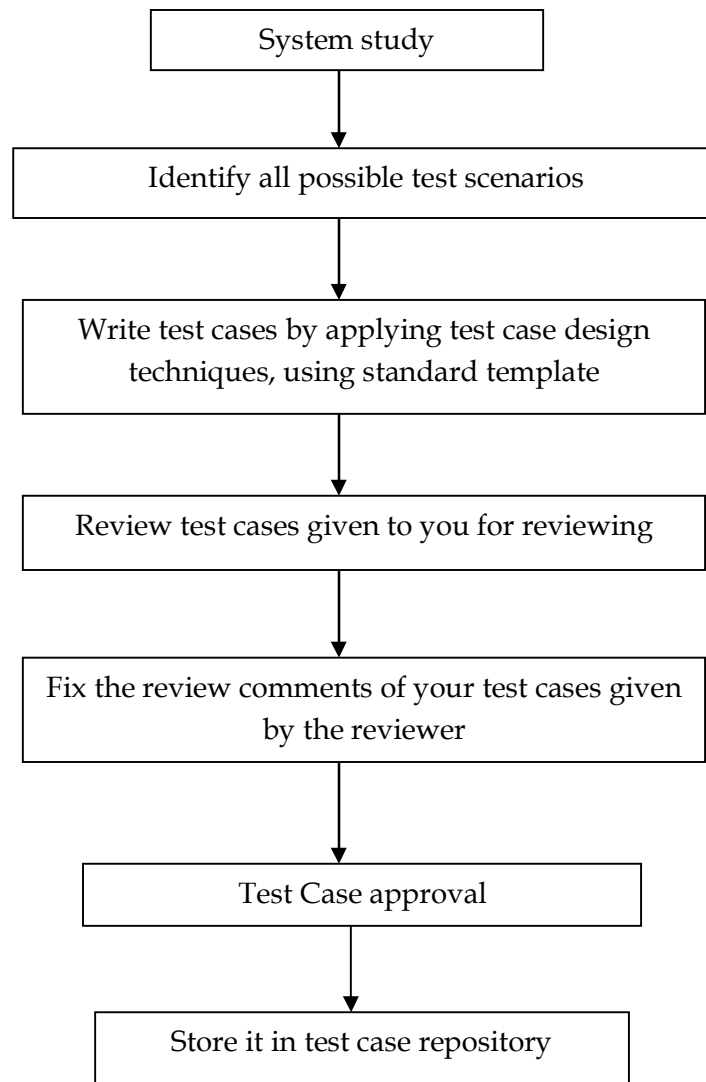 System study
Identify all possible test scenarios
Write test cases by applying test case design
techniques, using standard template
Review test cases given to you for reviewing
Fix the review comments of your test cases given
by the reviewer
Test Case approval
Store it in test case repository